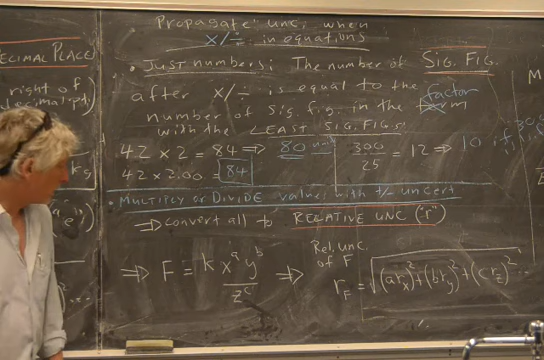 Propagate unc. when
x/÷ in equations
DECIMAL PLACE
• Just numbers: The number of SIG. FIG.
right of
decimal pt)
after x/÷ is equal to the factor
number of sig. fig. in the term
with the LEAST SIG. FIGS.
42 × 2 = 84 ⇒ 80
300/25 = 12 ⇒ 10 if 300
42 × 2.00 = 84
kg
• MULTIPLY or DIVIDE values with +/- uncert
⇒ convert all to RELATIVE UNC ("r")
Rel. unc.
of F
⇒ F = k x^a y^b / z^c ⇒ r_F = √((a r_x)² + (b r_y)² + (c r_z)²